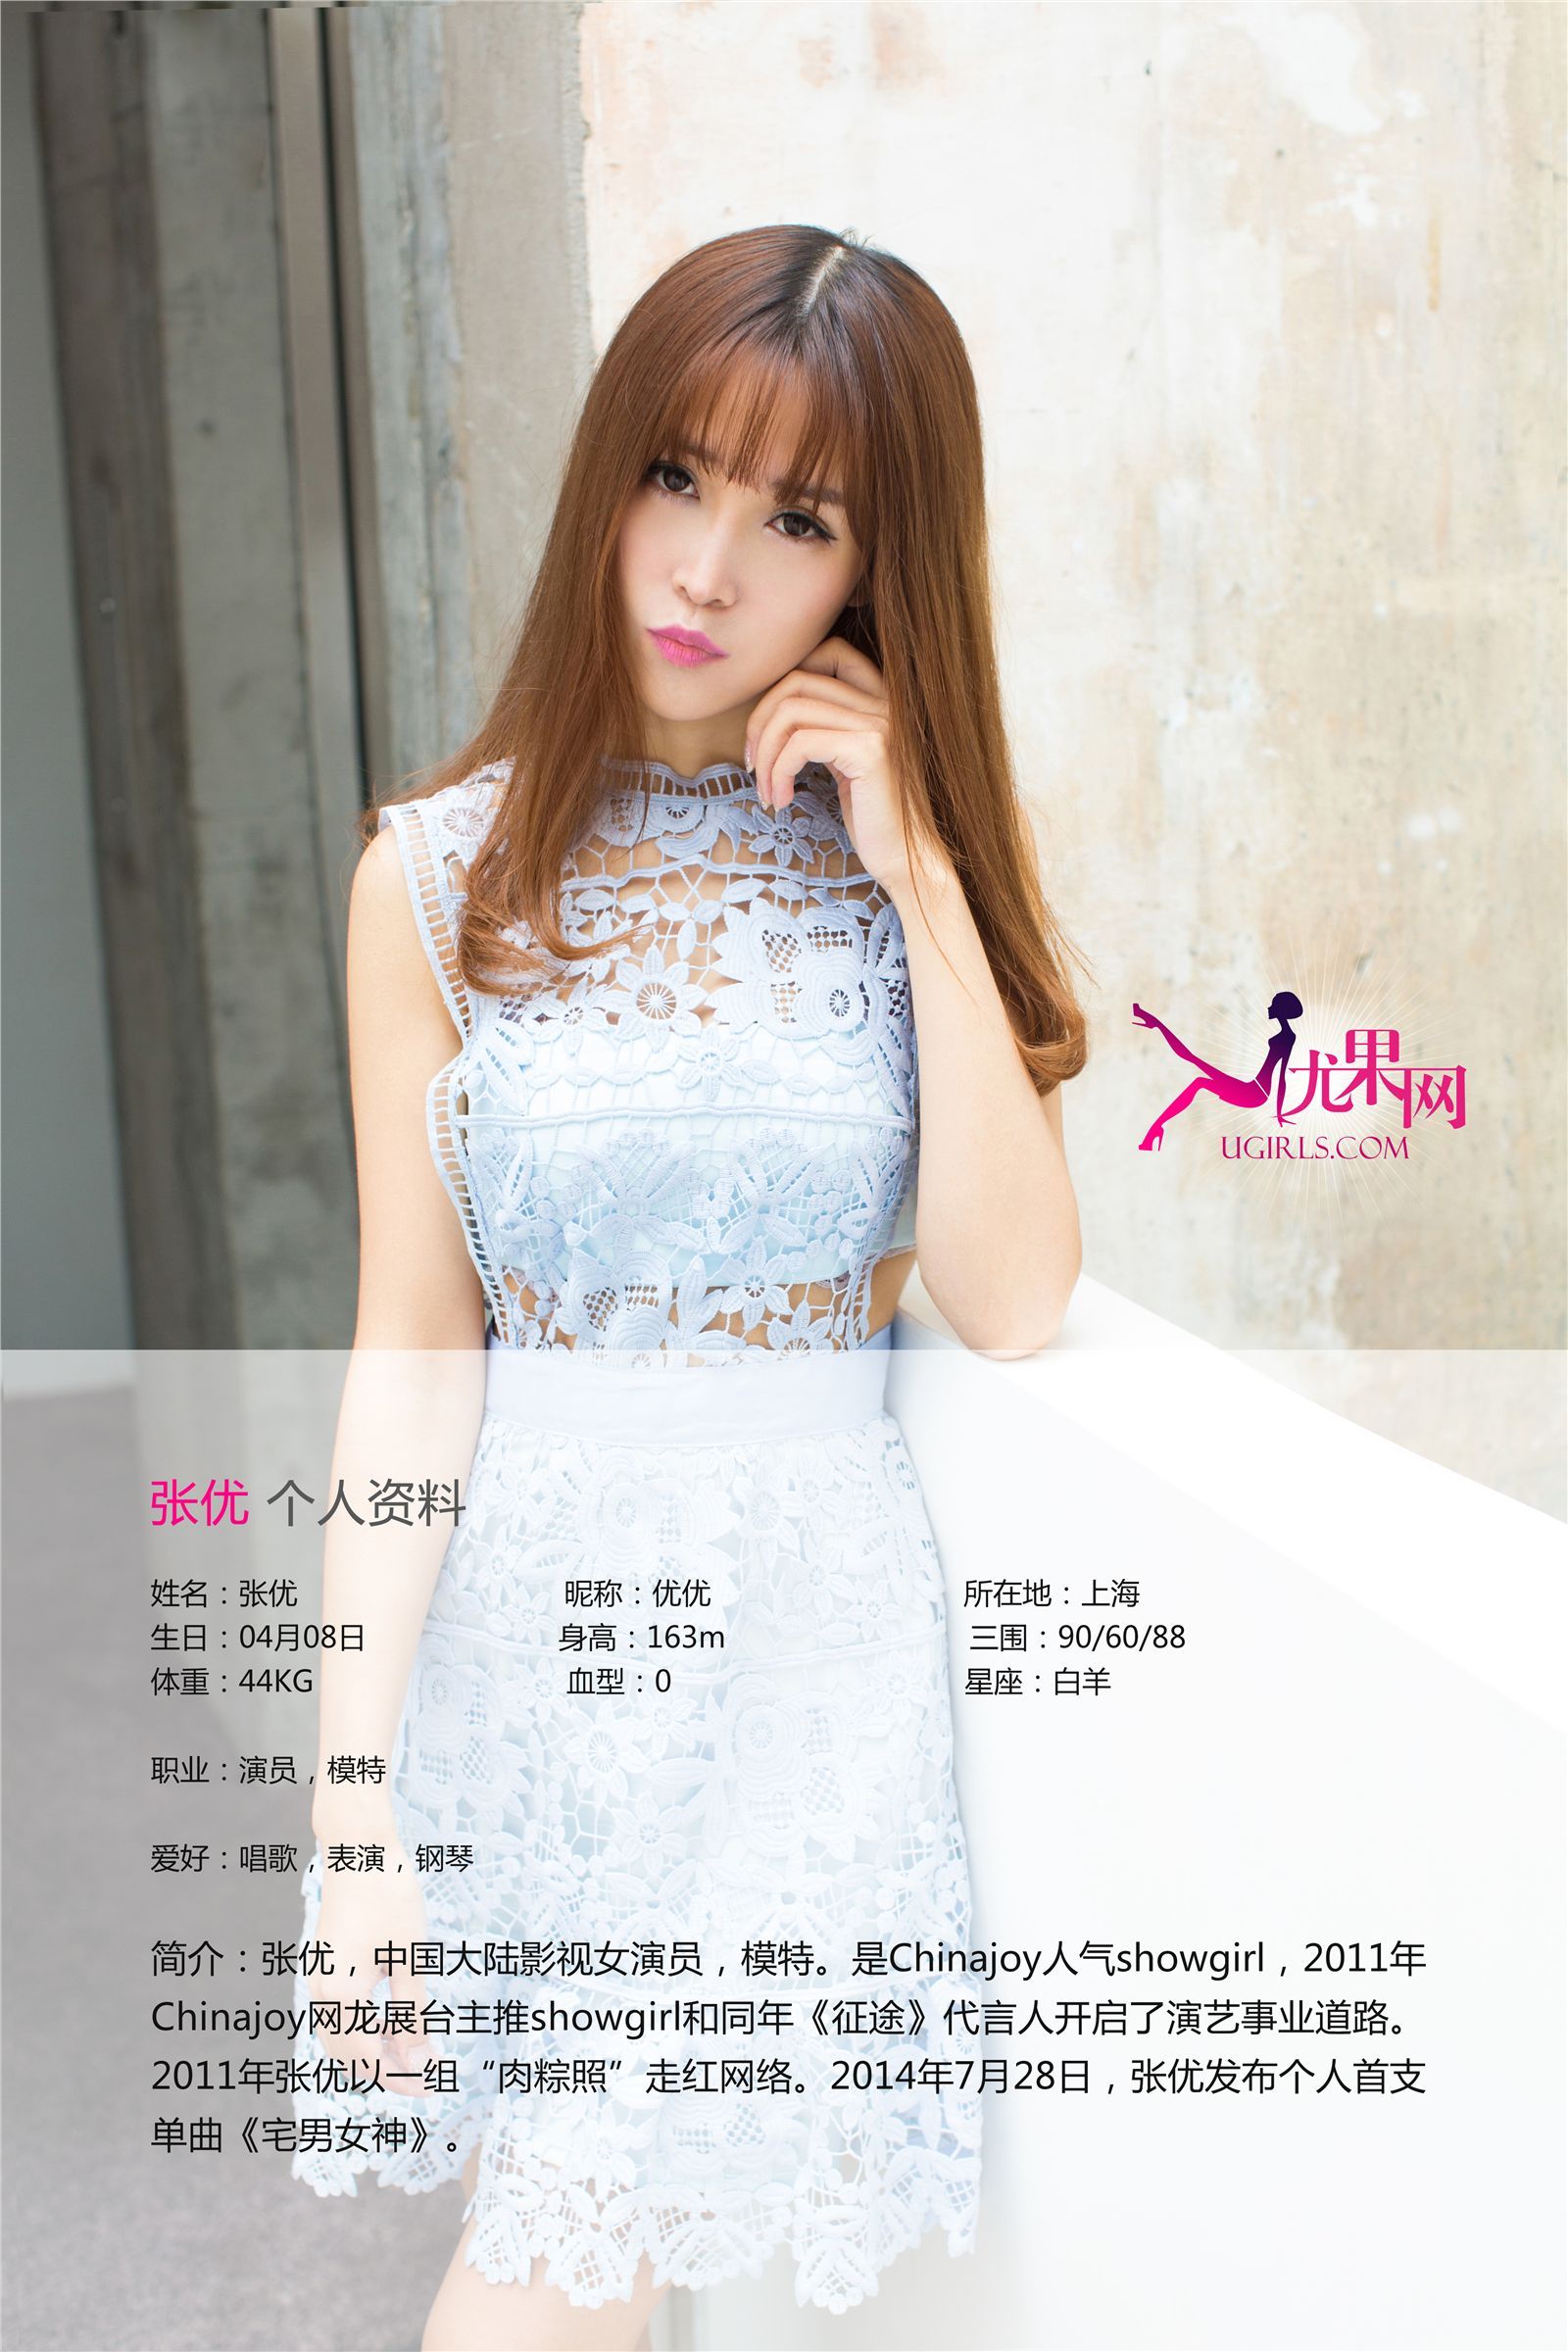 尤果网
UGIRLS.COM
张优 个人资料
姓名：张优 昵称：优优 所在地：上海
生日：04月08日 身高：163m 三围：90/60/88
体重：44KG 血型：O 星座：白羊
职业：演员，模特
爱好：唱歌，表演，钢琴
简介：张优，中国大陆影视女演员，模特。是Chinajoy人气showgirl，2011年
Chinajoy网龙展台主推showgirl和同年《征途》代言人开启了演艺事业道路。
2011年张优以一组“肉粽照”走红网络。2014年7月28日，张优发布个人首支
单曲《宅男女神》。